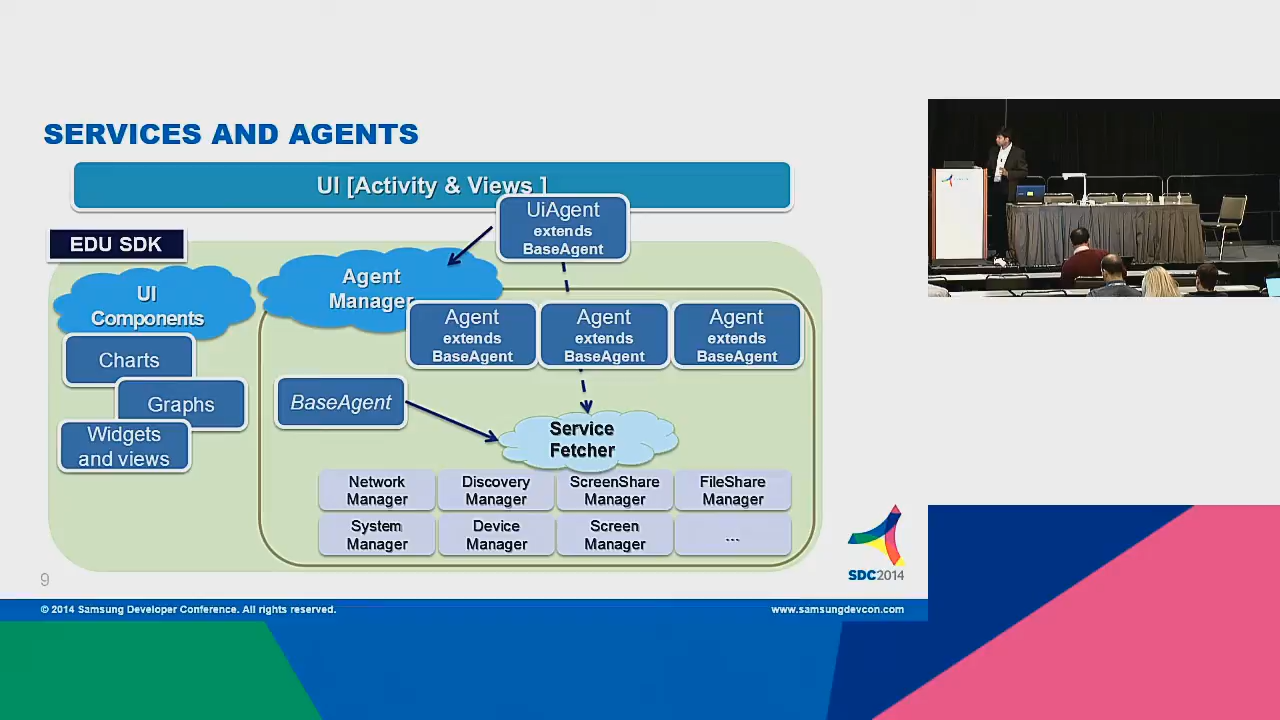 SERVICES AND AGENTS
UI [Activity & Views ]
UiAgent
extends
BaseAgent
EDU SDK
Agent
Manager
UI
Components
Agent
extends
BaseAgent
Agent
extends
BaseAgent
Agent
extends
BaseAgent
Charts
Graphs
Widgets
and views
BaseAgent
Service
Fetcher
Network
Manager
Discovery
Manager
ScreenShare
Manager
FileShare
Manager
System
Manager
Device
Manager
Screen
Manager
...
SDC2014
9
© 2014 Samsung Developer Conference. All rights reserved.
www.samsungdevcon.com